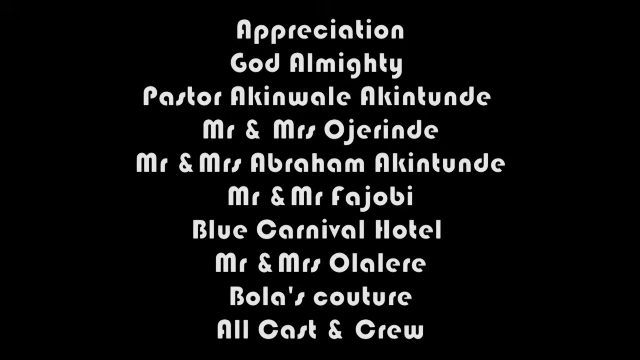 Appreciation
God Almighty
Pastor Akinwale Akintunde
Mr & Mrs Ojerinde
Mr &Mrs Abraham Akintunde
Mr &Mr Fajobi
Blue Carnival Hotel
Mr &Mrs Olalere
Bola's couture
All Cast & Crew